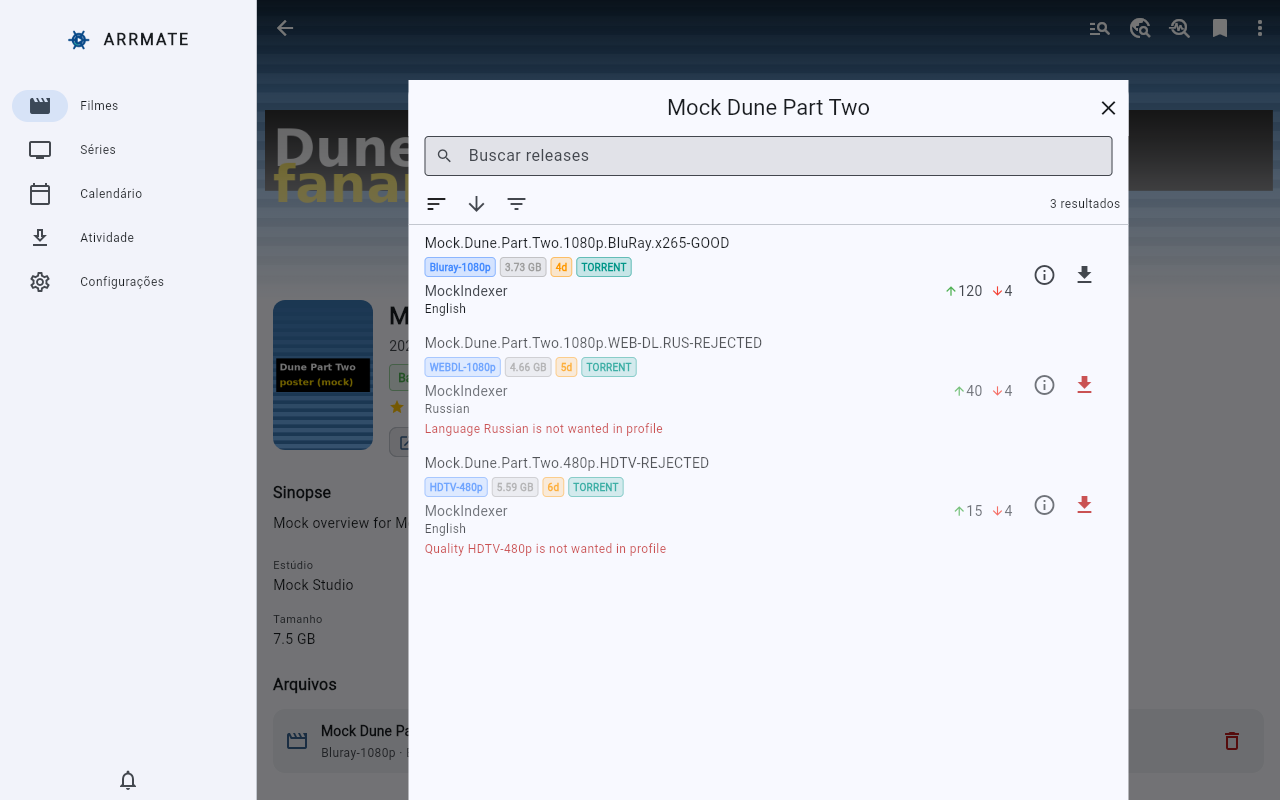 ARRMATE
Filmes
Séries
Calendário
Atividade
Configurações
Dune
fana
Dune Part Two
poster (mock)
M
202
Ba
Sinopse
Mock overview for M
Estúdio
Mock Studio
Tamanho
7.5 GB
Arquivos
Mock Dune Pa
Bluray-1080p ·
Mock Dune Part Two
Buscar releases
3 resultados
Mock.Dune.Part.Two.1080p.BluRay.x265-GOOD
Bluray-1080p 3.73 GB 4d TORRENT
MockIndexer 120 4
English
Mock.Dune.Part.Two.1080p.WEB-DL.RUS-REJECTED
WEBDL-1080p 4.66 GB 5d TORRENT
MockIndexer 40 4
Russian
Language Russian is not wanted in profile
Mock.Dune.Part.Two.480p.HDTV-REJECTED
HDTV-480p 5.59 GB 6d TORRENT
MockIndexer 15 4
English
Quality HDTV-480p is not wanted in profile